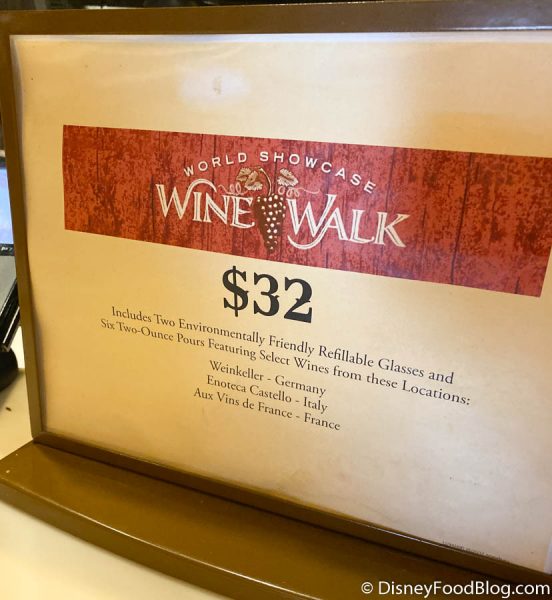 WORLD SHOWCASE
WINE WALK
$32
Includes Two Environmentally Friendly Refillable Glasses and
Six Two-Ounce Pours Featuring Select Wines from these Locations:
Weinkeller - Germany
Enoteca Castello - Italy
Aux Vins de France - France
© DisneyFoodBlog.com